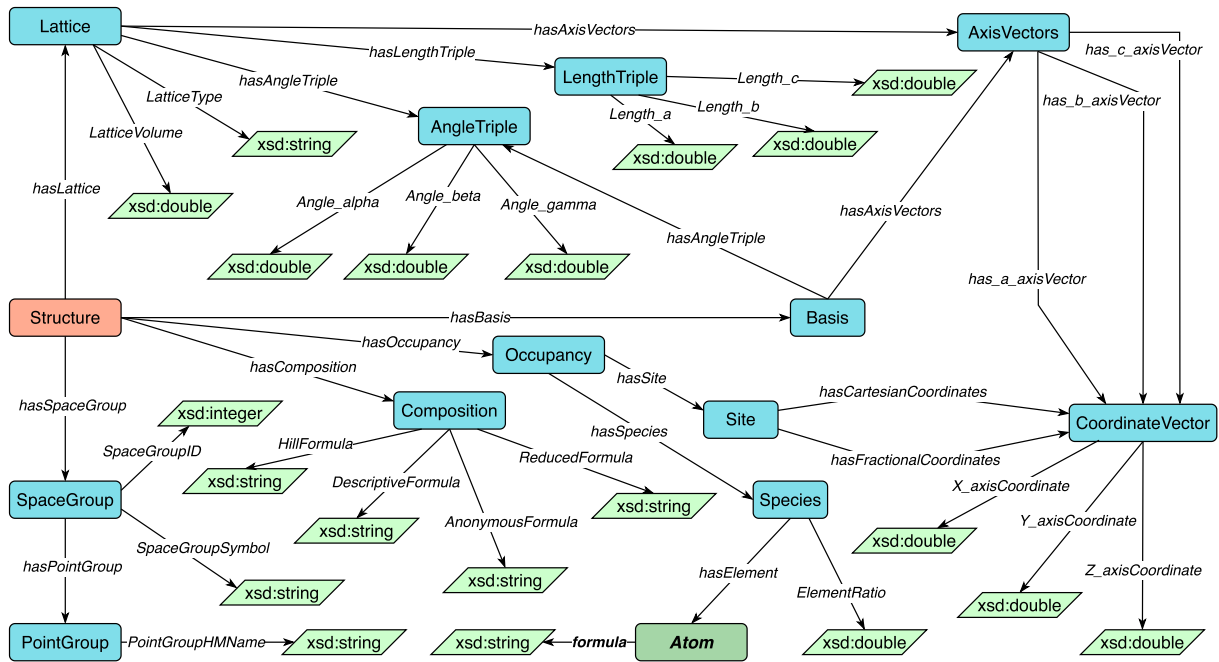 Lattice
hasAxisVectors
AxisVectors
has_c_axisVector
hasLengthTriple
LengthTriple
Length_c
xsd:double
hasAngleTriple
LatticeType
has_b_axisVector
Length_b
Length_a
LatticeVolume
AngleTriple
xsd:string
xsd:double
xsd:double
hasLattice
Angle_alpha
Angle_beta
Angle_gamma
xsd:double
hasAxisVectors
hasAngleTriple
xsd:double
xsd:double
xsd:double
has_a_axisVector
Structure
hasBasis
Basis
hasOccupancy
Occupancy
hasComposition
hasSite
hasCartesianCoordinates
hasSpaceGroup
xsd:integer
Composition
Site
CoordinateVector
hasSpecies
HillFormula
SpaceGroupID
ReducedFormula
hasFractionalCoordinates
xsd:string
DescriptiveFormula
X_axisCoordinate
SpaceGroup
xsd:string
Species
AnonymousFormula
Y_axisCoordinate
xsd:string
xsd:double
SpaceGroupSymbol
hasPointGroup
hasElement
Z_axisCoordinate
xsd:string
xsd:string
ElementRatio
xsd:double
PointGroup
PointGroupHMName
xsd:string
xsd:string
formula
Atom
xsd:double
xsd:double